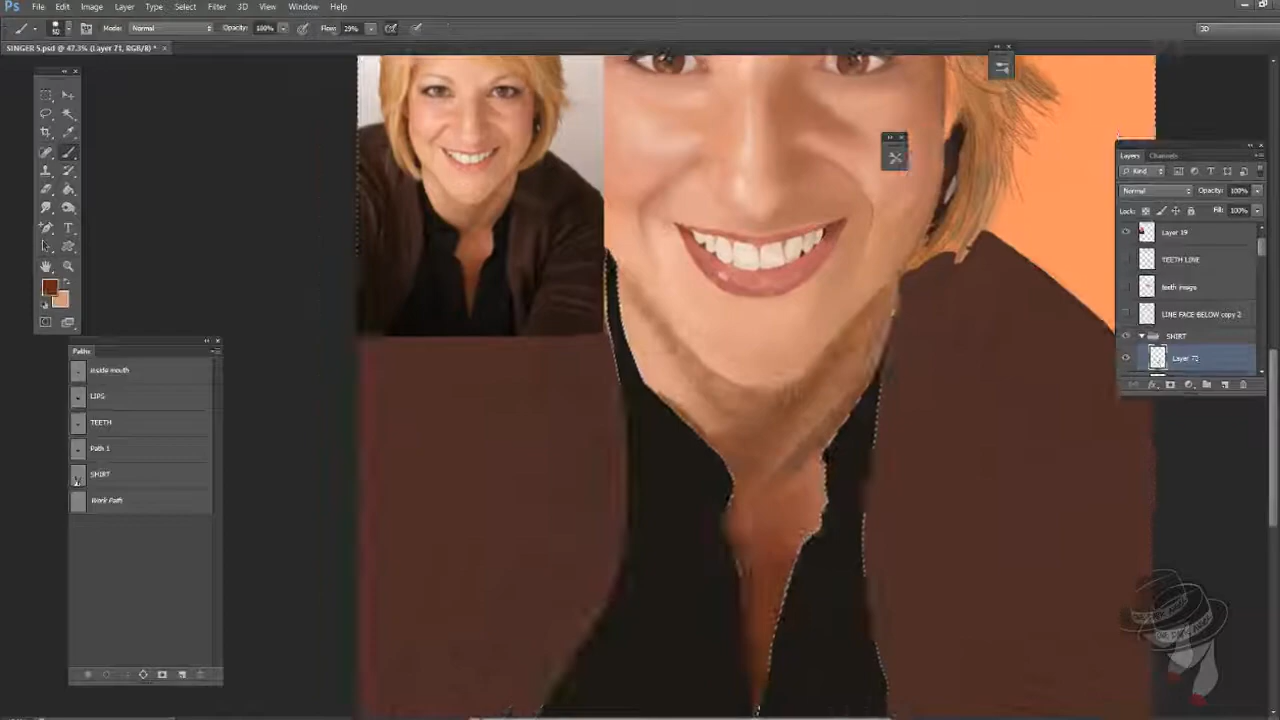 Ps File Edit Image Layer Type Select Filter 3D View Window Help
50 Mode: Normal Opacity: 100% Flow: 29% 3D
SINGER 5.psd @ 47.3% (Layer 71, RGB/8) *
Layers Channels
Kind
Normal Opacity: 100%
Lock: Fill: 100%
Layer 19
TEETH LINE
teeth image
LINE FACE BELOW copy 2
SHIRT
Layer 71
Paths
Inside mouth
LIPS
TEETH
Path 1
SHIRT
Work Path